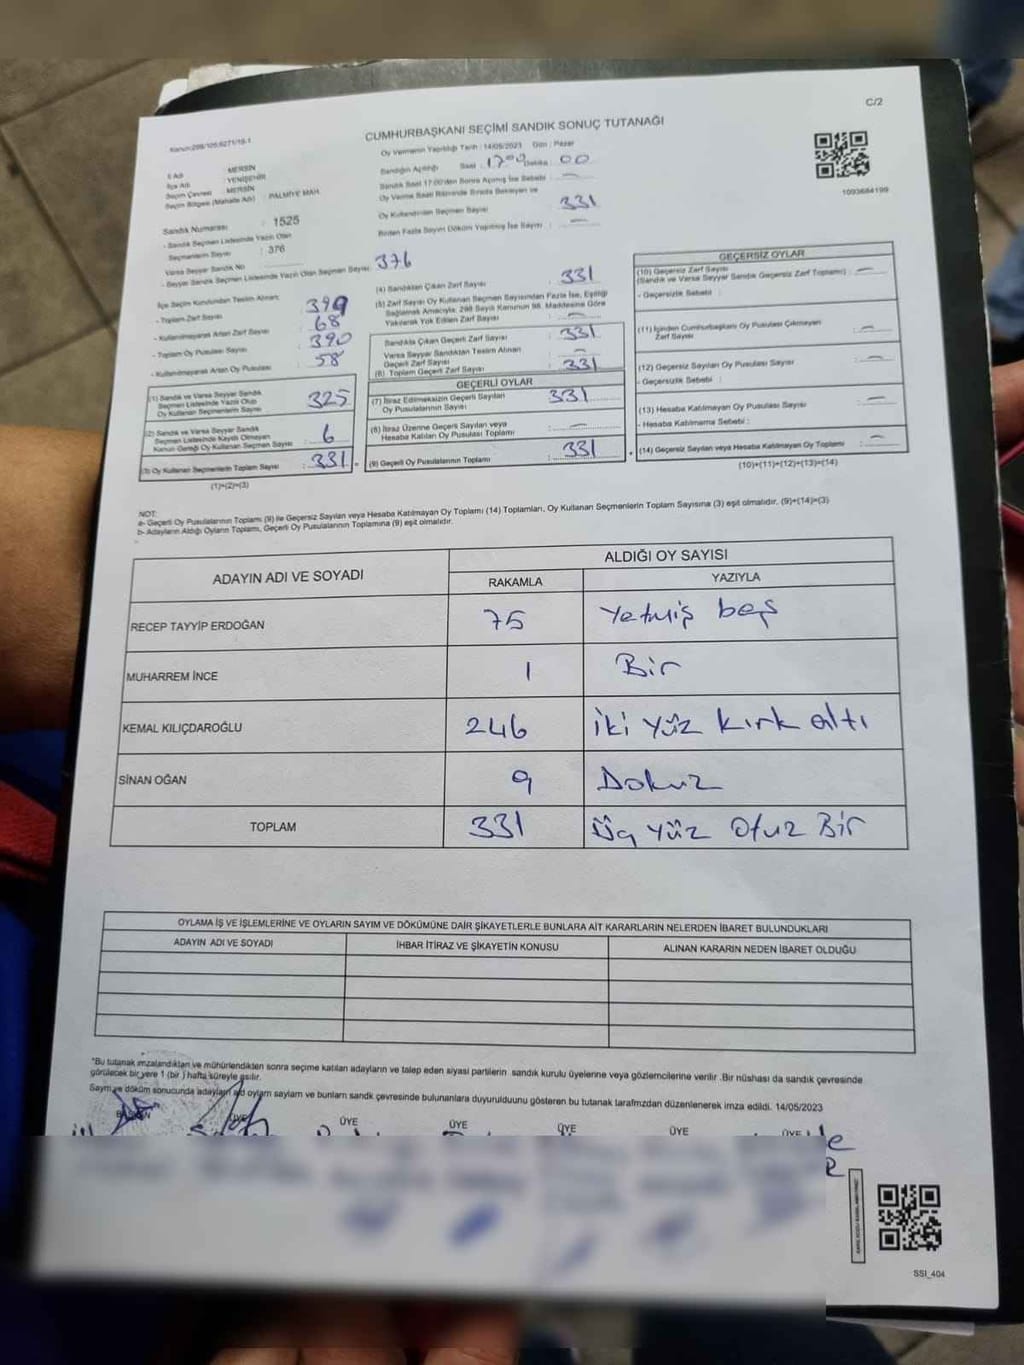 C/2
Kanun:298/105,6271/19-1
CUMHURBAŞKANI SEÇİMİ SANDIK SONUÇ TUTANAĞI
Oy Vermenin Yapıldığı Tarih : 14/05/2023 Gün : Pazar
İl Adı : MERSİN
İlçe Adı : YENİŞEHİR
Seçim Çevresi : MERSİN
Seçim Bölgesi (Mahalle Adı) : PALMİYE MAH.
Sandığın Açıldığı Saat : 17:00 Dakika : 00
Sandık Saat 17:00'den Sonra Açılmış İse Sebebi : —
Oy Verme Saati Bitiminde Sırada Bekleyen ve
Oy Kullandırılan Seçmen Sayısı : 331
Birden Fazla Sayım Döküm Yapılmış İse Sayısı : —
1093684199
Sandık Numarası : 1525
- Sandık Seçmen Listesinde Yazılı Olan
Seçmenlerin Sayısı : 376
Varsa Seyyar Sandık No :
- Seyyar Sandık Seçmen Listesinde Yazılı Olan Seçmen Sayısı : 376
İlçe Seçim Kurulundan Teslim Alınan;
- Toplam Zarf Sayısı : 399
- Kullanılmayarak Artan Zarf Sayısı : 68
- Toplam Oy Pusulası Sayısı : 390
- Kullanılmayarak Artan Oy Pusulası : 58
(1) Sandık ve Varsa Seyyar Sandık
Seçmen Listesinde Yazılı Olup
Oy Kullanan Seçmenlerin Sayısı : 325
(2) Sandık ve Varsa Seyyar Sandık
Seçmen Listesinde Kayıtlı Olmayan
Kanun Gereği Oy Kullanan Seçmen Sayısı : 6
(3) Oy Kullanan Seçmenlerin Toplam Sayısı : 331 =
(1)+(2)=(3)
(4) Sandıktan Çıkan Zarf Sayısı : 331
(5) Zarf Sayısı Oy Kullanan Seçmen Sayısından Fazla İse, Eşitliği
Sağlamak Amacıyla; 298 Sayılı Kanunun 98. Maddesine Göre
Yakılarak Yok Edilen Zarf Sayısı : —
Sandıkta Çıkan Geçerli Zarf Sayısı : 331
Varsa Seyyar Sandıktan Teslim Alınan
Geçerli Zarf Sayısı : —
(6) Toplam Geçerli Zarf Sayısı : 331
GEÇERLİ OYLAR
(7) İtiraz Edilmeksizin Geçerli Sayılan
Oy Pusulalarının Sayısı : 331
(8) İtiraz Üzerine Geçerli Sayılan veya
Hesaba Katılan Oy Pusulası Toplamı : —
(9) Geçerli Oy Pusulalarının Toplamı : 331 +
GEÇERSİZ OYLAR
(10) Geçersiz Zarf Sayısı
(Sandık ve Varsa Seyyar Sandık Geçersiz Zarf Toplamı) : —
- Geçersizlik Sebebi :
(11) İçinden Cumhurbaşkanı Oy Pusulası Çıkmayan
Zarf Sayısı : —
(12) Geçersiz Sayılan Oy Pusulası Sayısı : —
- Geçersizlik Sebebi :
(13) Hesaba Katılmayan Oy Pusulası Sayısı : —
- Hesaba Katılmama Sebebi :
(14) Geçersiz Sayılan veya Hesaba Katılmayan Oy Toplamı : —
(10)+(11)+(12)+(13)=(14)
NOT:
a- Geçerli Oy Pusulalarının Toplamı (9) ile Geçersiz Sayılan veya Hesaba Katılmayan Oy Toplamı (14) Toplamları, Oy Kullanan Seçmenlerin Toplam Sayısına (3) eşit olmalıdır. (9)+(14)=(3)
b- Adayların Aldığı Oyların Toplamı, Geçerli Oy Pusulalarının Toplamına (9) eşit olmalıdır.
ADAYIN ADI VE SOYADI
ALDIĞI OY SAYISI
RAKAMLA YAZIYLA
RECEP TAYYİP ERDOĞAN 75 Yetmiş beş
MUHARREM İNCE 1 Bir
KEMAL KILIÇDAROĞLU 246 iki yüz kırk altı
SİNAN OĞAN 9 Dokuz
TOPLAM 331 Üç yüz Otuz Bir
OYLAMA İŞ VE İŞLEMLERİNE VE OYLARIN SAYIM VE DÖKÜMÜNE DAİR ŞİKAYETLERLE BUNLARA AİT KARARLARIN NELERDEN İBARET BULUNDUKLARI
ADAYIN ADI VE SOYADI İHBAR İTİRAZ VE ŞİKAYETİN KONUSU ALINAN KARARIN NEDEN İBARET OLDUĞU
*Bu tutanak imzalandıktan ve mühürlendikten sonra seçime katılan adayların ve talep eden siyasi partilerin sandık kurulu üyelerine veya gözlemcilerine verilir .Bir nüshası da sandık çevresinde
görülecek bir yere 1 (bir ) hafta süreyle asılır.
Sayım ve döküm sonucunda adayların ad oyların sayılam ve bunların sandk çevresinde bulunanlara duyurulduunu gösteren bu tutanak tarafmzdan düzenlenerek imza edildi. 14/05/2023
BAŞKAN ÜYE ÜYE ÜYE ÜYE ÜYE ÜYE
SSI_404